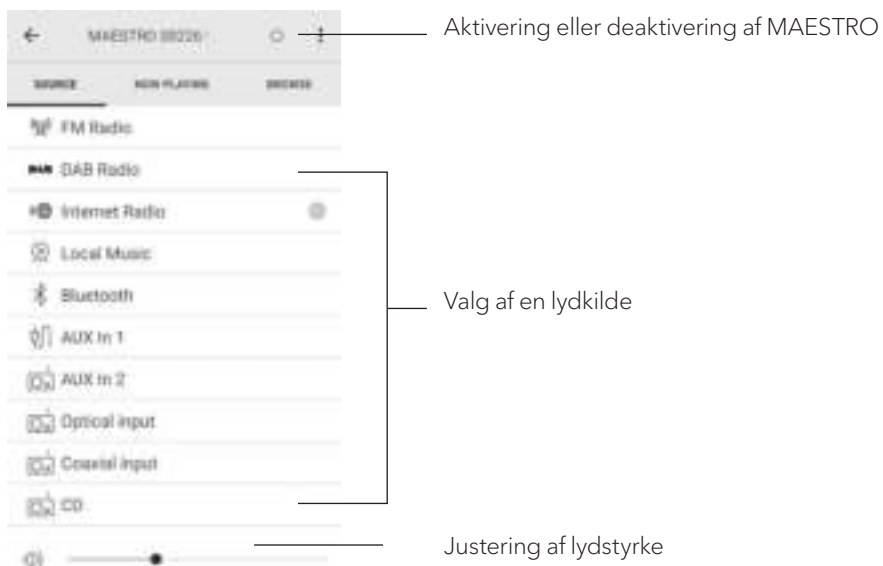 MAESTRO
Aktivering eller deaktivering af MAESTRO
SOURCE
NOW PLAYING
BROWSE
FM Radio
DAB Radio
Internet Radio
Local Music
Bluetooth
Valg af en lydkilde
AUX In 1
AUX In 2
Optical input
Coaxial input
CD
Justering af lydstyrke